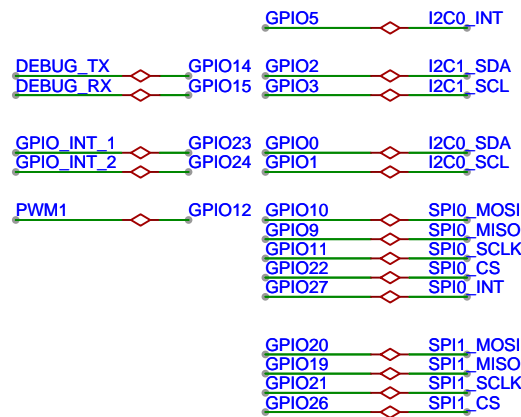 GPIO5 I2C0_INT
DEBUG_TX GPIO14 GPIO2 I2C1_SDA
DEBUG_RX GPIO15 GPIO3 I2C1_SCL
GPIO_INT_1 GPIO23 GPIO0 I2C0_SDA
GPIO_INT_2 GPIO24 GPIO1 I2C0_SCL
PWM1 GPIO12 GPIO10 SPI0_MOSI
GPIO9 SPI0_MISO
GPIO11 SPI0_SCLK
GPIO22 SPI0_CS
GPIO27 SPI0_INT
GPIO20 SPI1_MOSI
GPIO19 SPI1_MISO
GPIO21 SPI1_SCLK
GPIO26 SPI1_CS